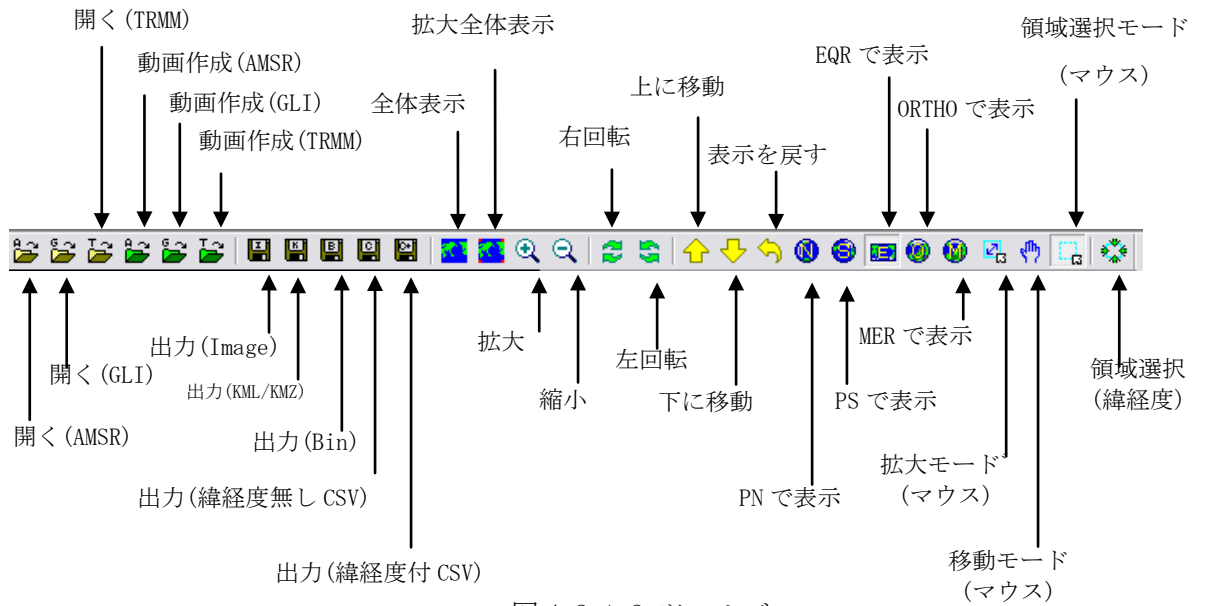 開く(TRMM)
拡大全体表示
領域選択モード
(マウス)
動画作成(AMSR)
EQR で表示
動画作成(GLI)
全体表示
上に移動
ORTHO で表示
動画作成(TRMM)
右回転
表示を戻す
A
G
T
A
G
T
I
K
B
C
C+
N
S
E
O
M
出力(Image)
拡大
左回転
MER で表示
開く(GLI)
領域選択
(緯経度)
出力(KML/KMZ)
縮小
下に移動
PS で表示
開く(AMSR)
出力(Bin)
拡大モード
(マウス)
出力(緯経度無し CSV)
PN で表示
移動モード
(マウス)
出力(緯経度付 CSV)